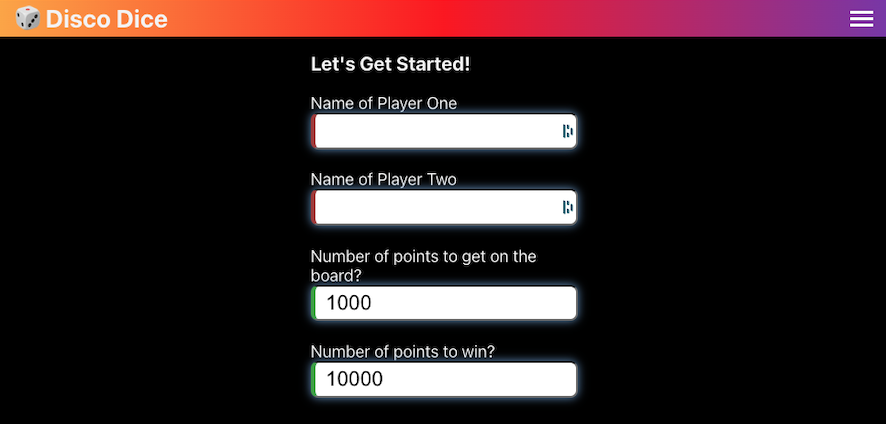 Disco Dice
Let's Get Started!
Name of Player One
Name of Player Two
Number of points to get on the
board?
1000
Number of points to win?
10000